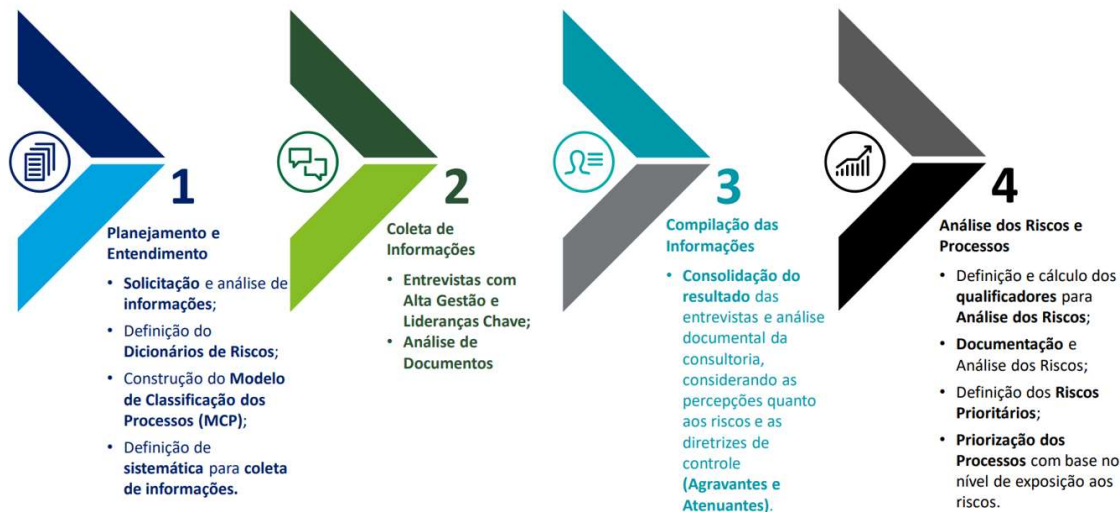 1
Planejamento e
Entendimento
• Solicitação e análise de
informações;
• Definição do
Dicionários de Riscos;
• Construção do Modelo
de Classificação dos
Processos (MCP);
• Definição de
sistemática para coleta
de informações.
2
Coleta de
Informações
• Entrevistas com
Alta Gestão e
Lideranças Chave;
• Análise de
Documentos
3
Compilação das
Informações
• Consolidação do
resultado das
entrevistas e análise
documental da
consultoria,
considerando as
percepções quanto
aos riscos e as
diretrizes de
controle
(Agravantes e
Atenuantes).
4
Análise dos Riscos e
Processos
• Definição e cálculo dos
qualificadores para
Análise dos Riscos;
• Documentação e
Análise dos Riscos;
• Definição dos Riscos
Prioritários;
• Priorização dos
Processos com base no
nível de exposição aos
riscos.